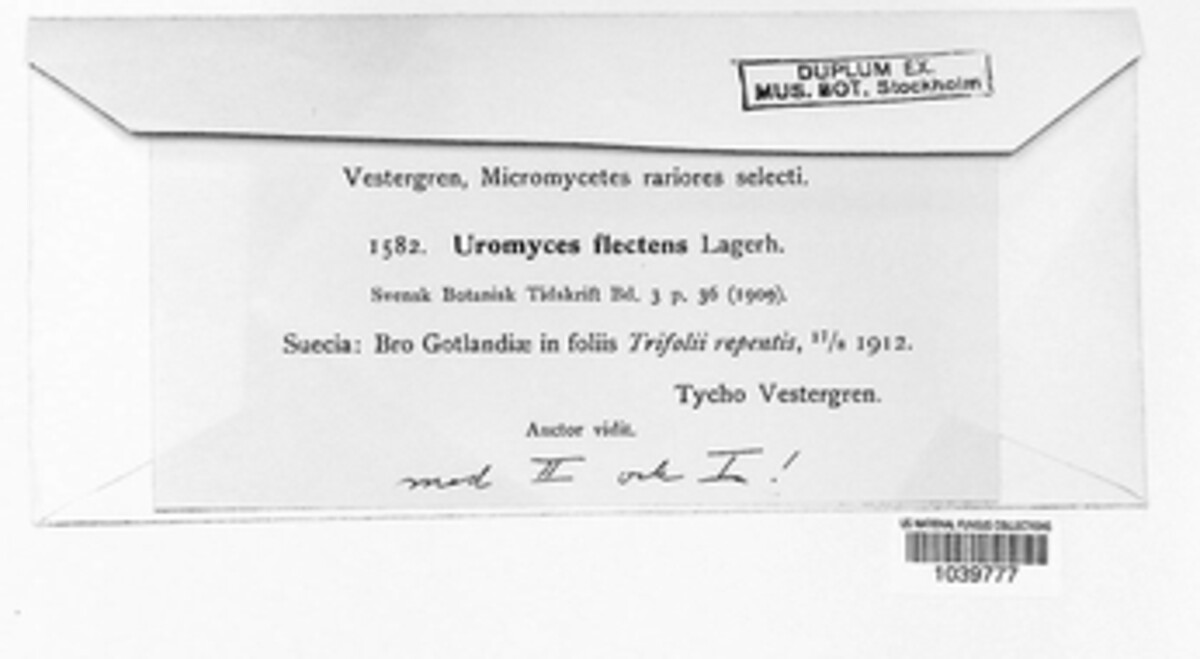 DUPLUM EX.
MUS. BOT. Stockholm
Vestergren, Micromycetes rariores selecti.
1582. Uromyces flectens Lagerh.
Svensk Botanisk Tidskrift Bd. 3 p. 36 (1909).
Suecia: Bro Gotlandiæ in foliis Trifolii repentis, 1912.
Tycho Vestergren.
Auctor vidit.
med II och I!
US NATIONAL FUNGUS COLLECTIONS
1039777